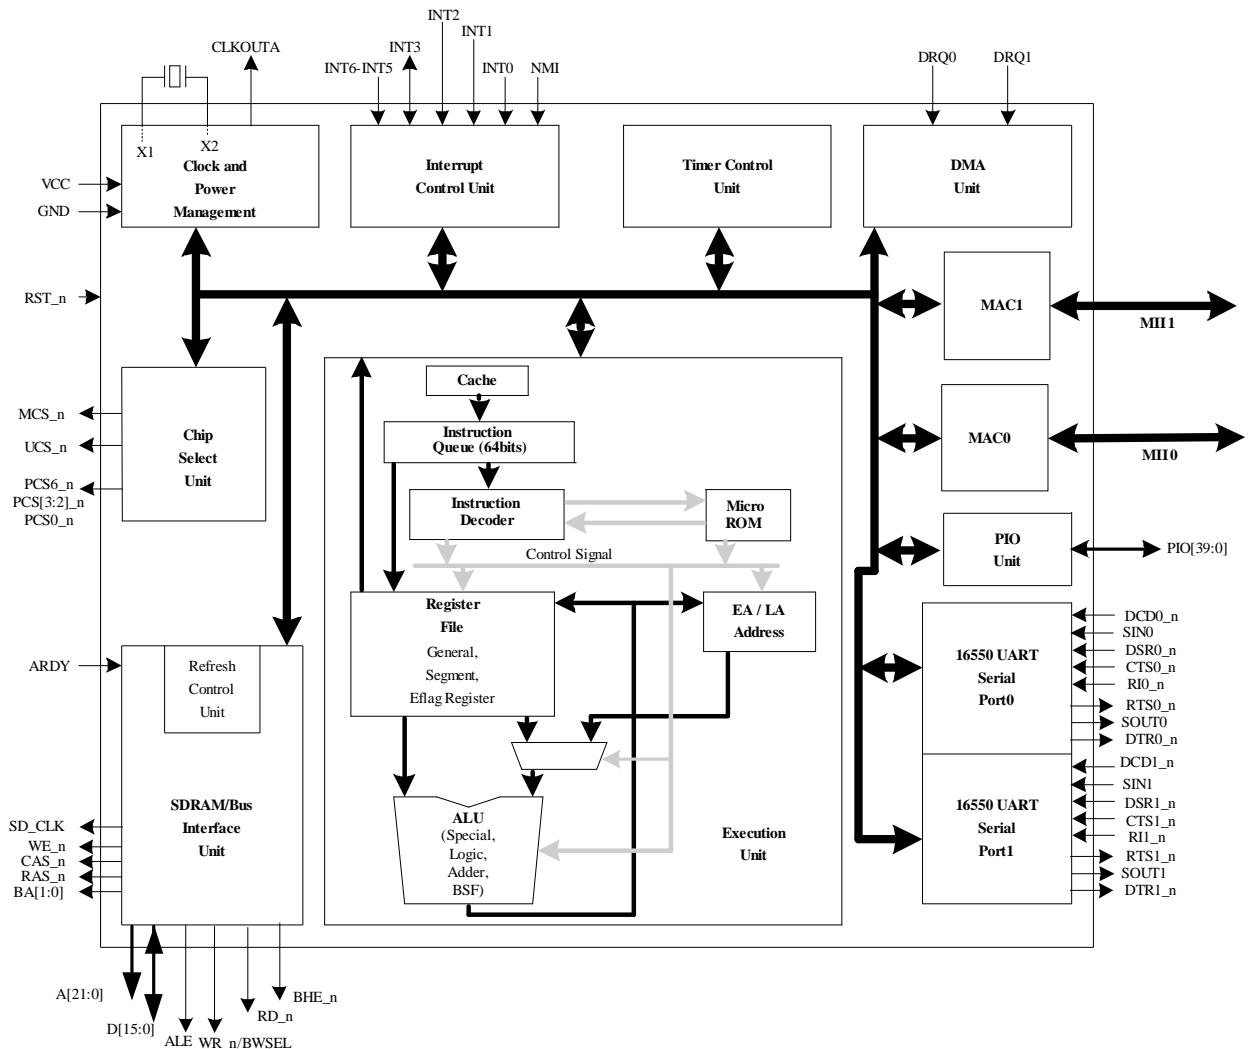 INT2
INT1
INT3
CLKOUTA
INT6-INT5
INT0
NMI
DRQ0
DRQ1
X1
X2
Clock and
Power
Management
Interrupt
Control Unit
Timer Control
Unit
DMA
Unit
VCC
GND
RST_n
MAC1
MII1
Cache
MCS_n
UCS_n
PCS6_n
PCS[3:2]_n
PCS0_n
Chip
Select
Unit
Instruction
Queue (64bits)
MAC0
MII0
Instruction
Decoder
Micro
ROM
Control Signal
PIO
Unit
PIO[39:0]
Register
File
General,
Segment,
Eflag Register
EA / LA
Address
16550 UART
Serial
Port0
DCD0_n
SIN0
DSR0_n
CTS0_n
RI0_n
RTS0_n
SOUT0
DTR0_n
ARDY
Refresh
Control
Unit
SDRAM/Bus
Interface
Unit
ALU
(Special,
Logic,
Adder,
BSF)
Execution
Unit
16550 UART
Serial
Port1
DCD1_n
SIN1
DSR1_n
CTS1_n
RI1_n
RTS1_n
SOUT1
DTR1_n
SD_CLK
WE_n
CAS_n
RAS_n
BA[1:0]
A[21:0]
D[15:0]
ALE
WR_n/BWSEL
RD_n
BHE_n